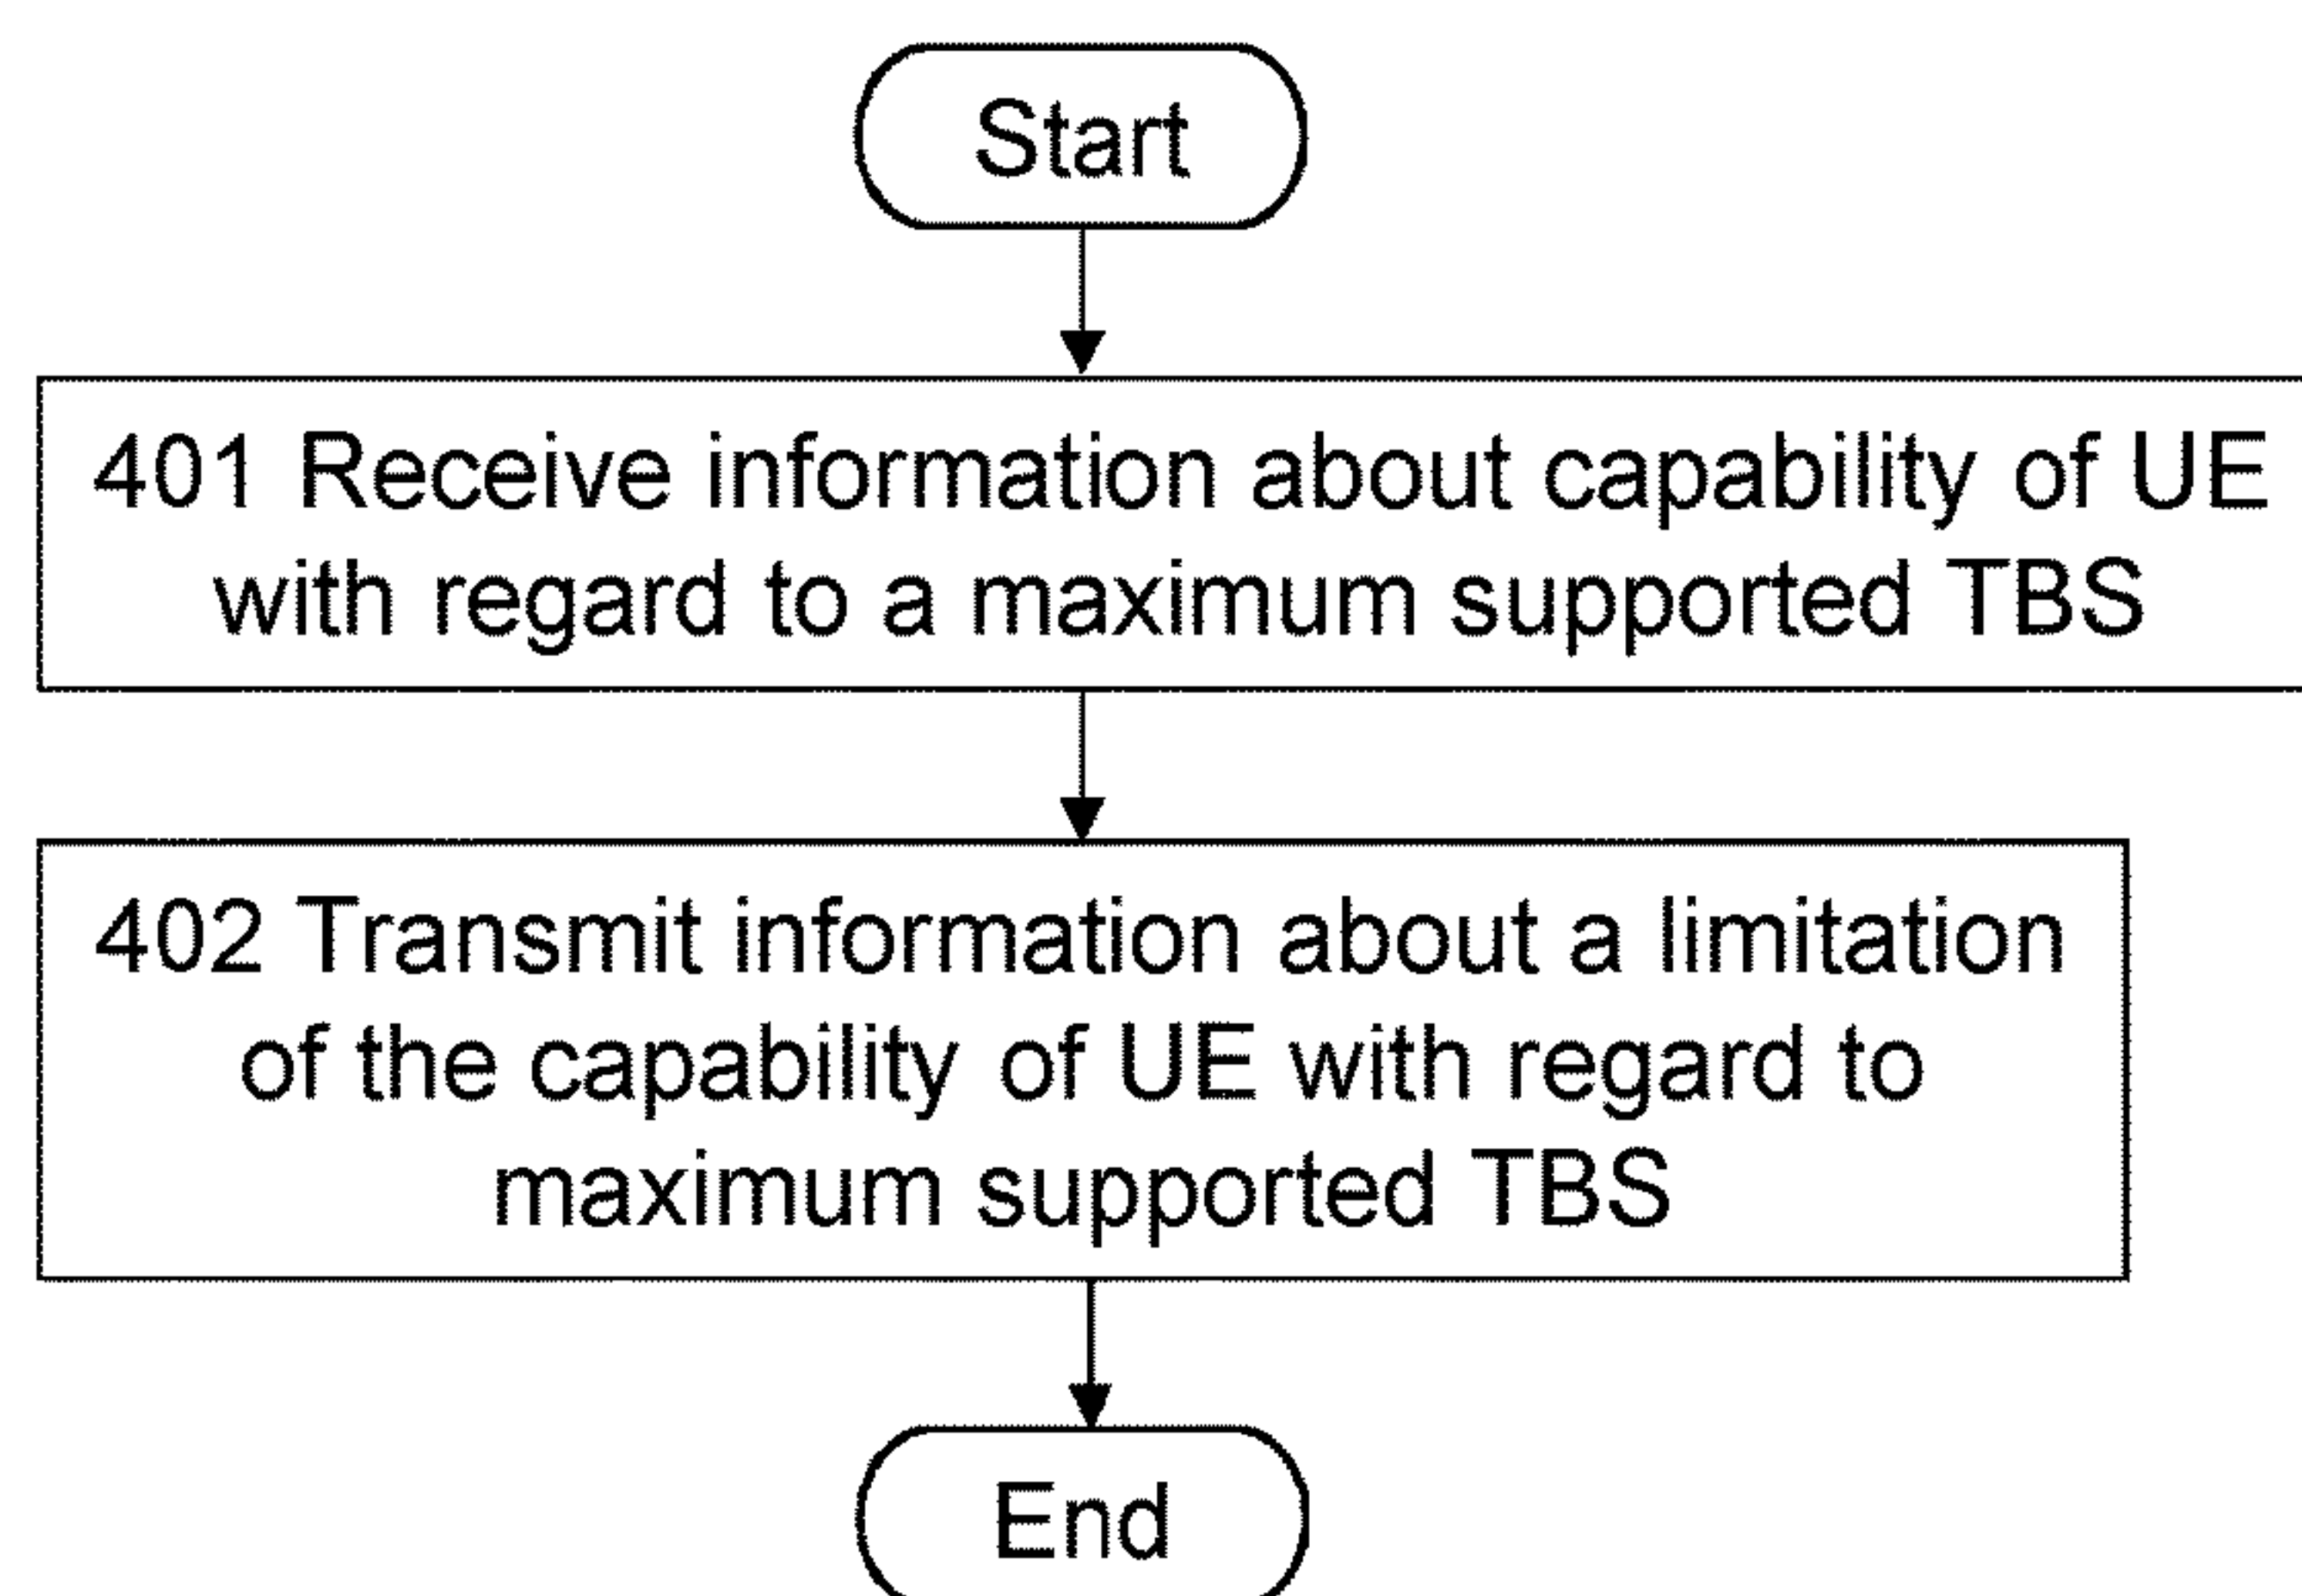 Start
401 Receive information about capability of UE
with regard to a maximum supported TBS
402 Transmit information about a limitation
of the capability of UE with regard to
maximum supported TBS
End